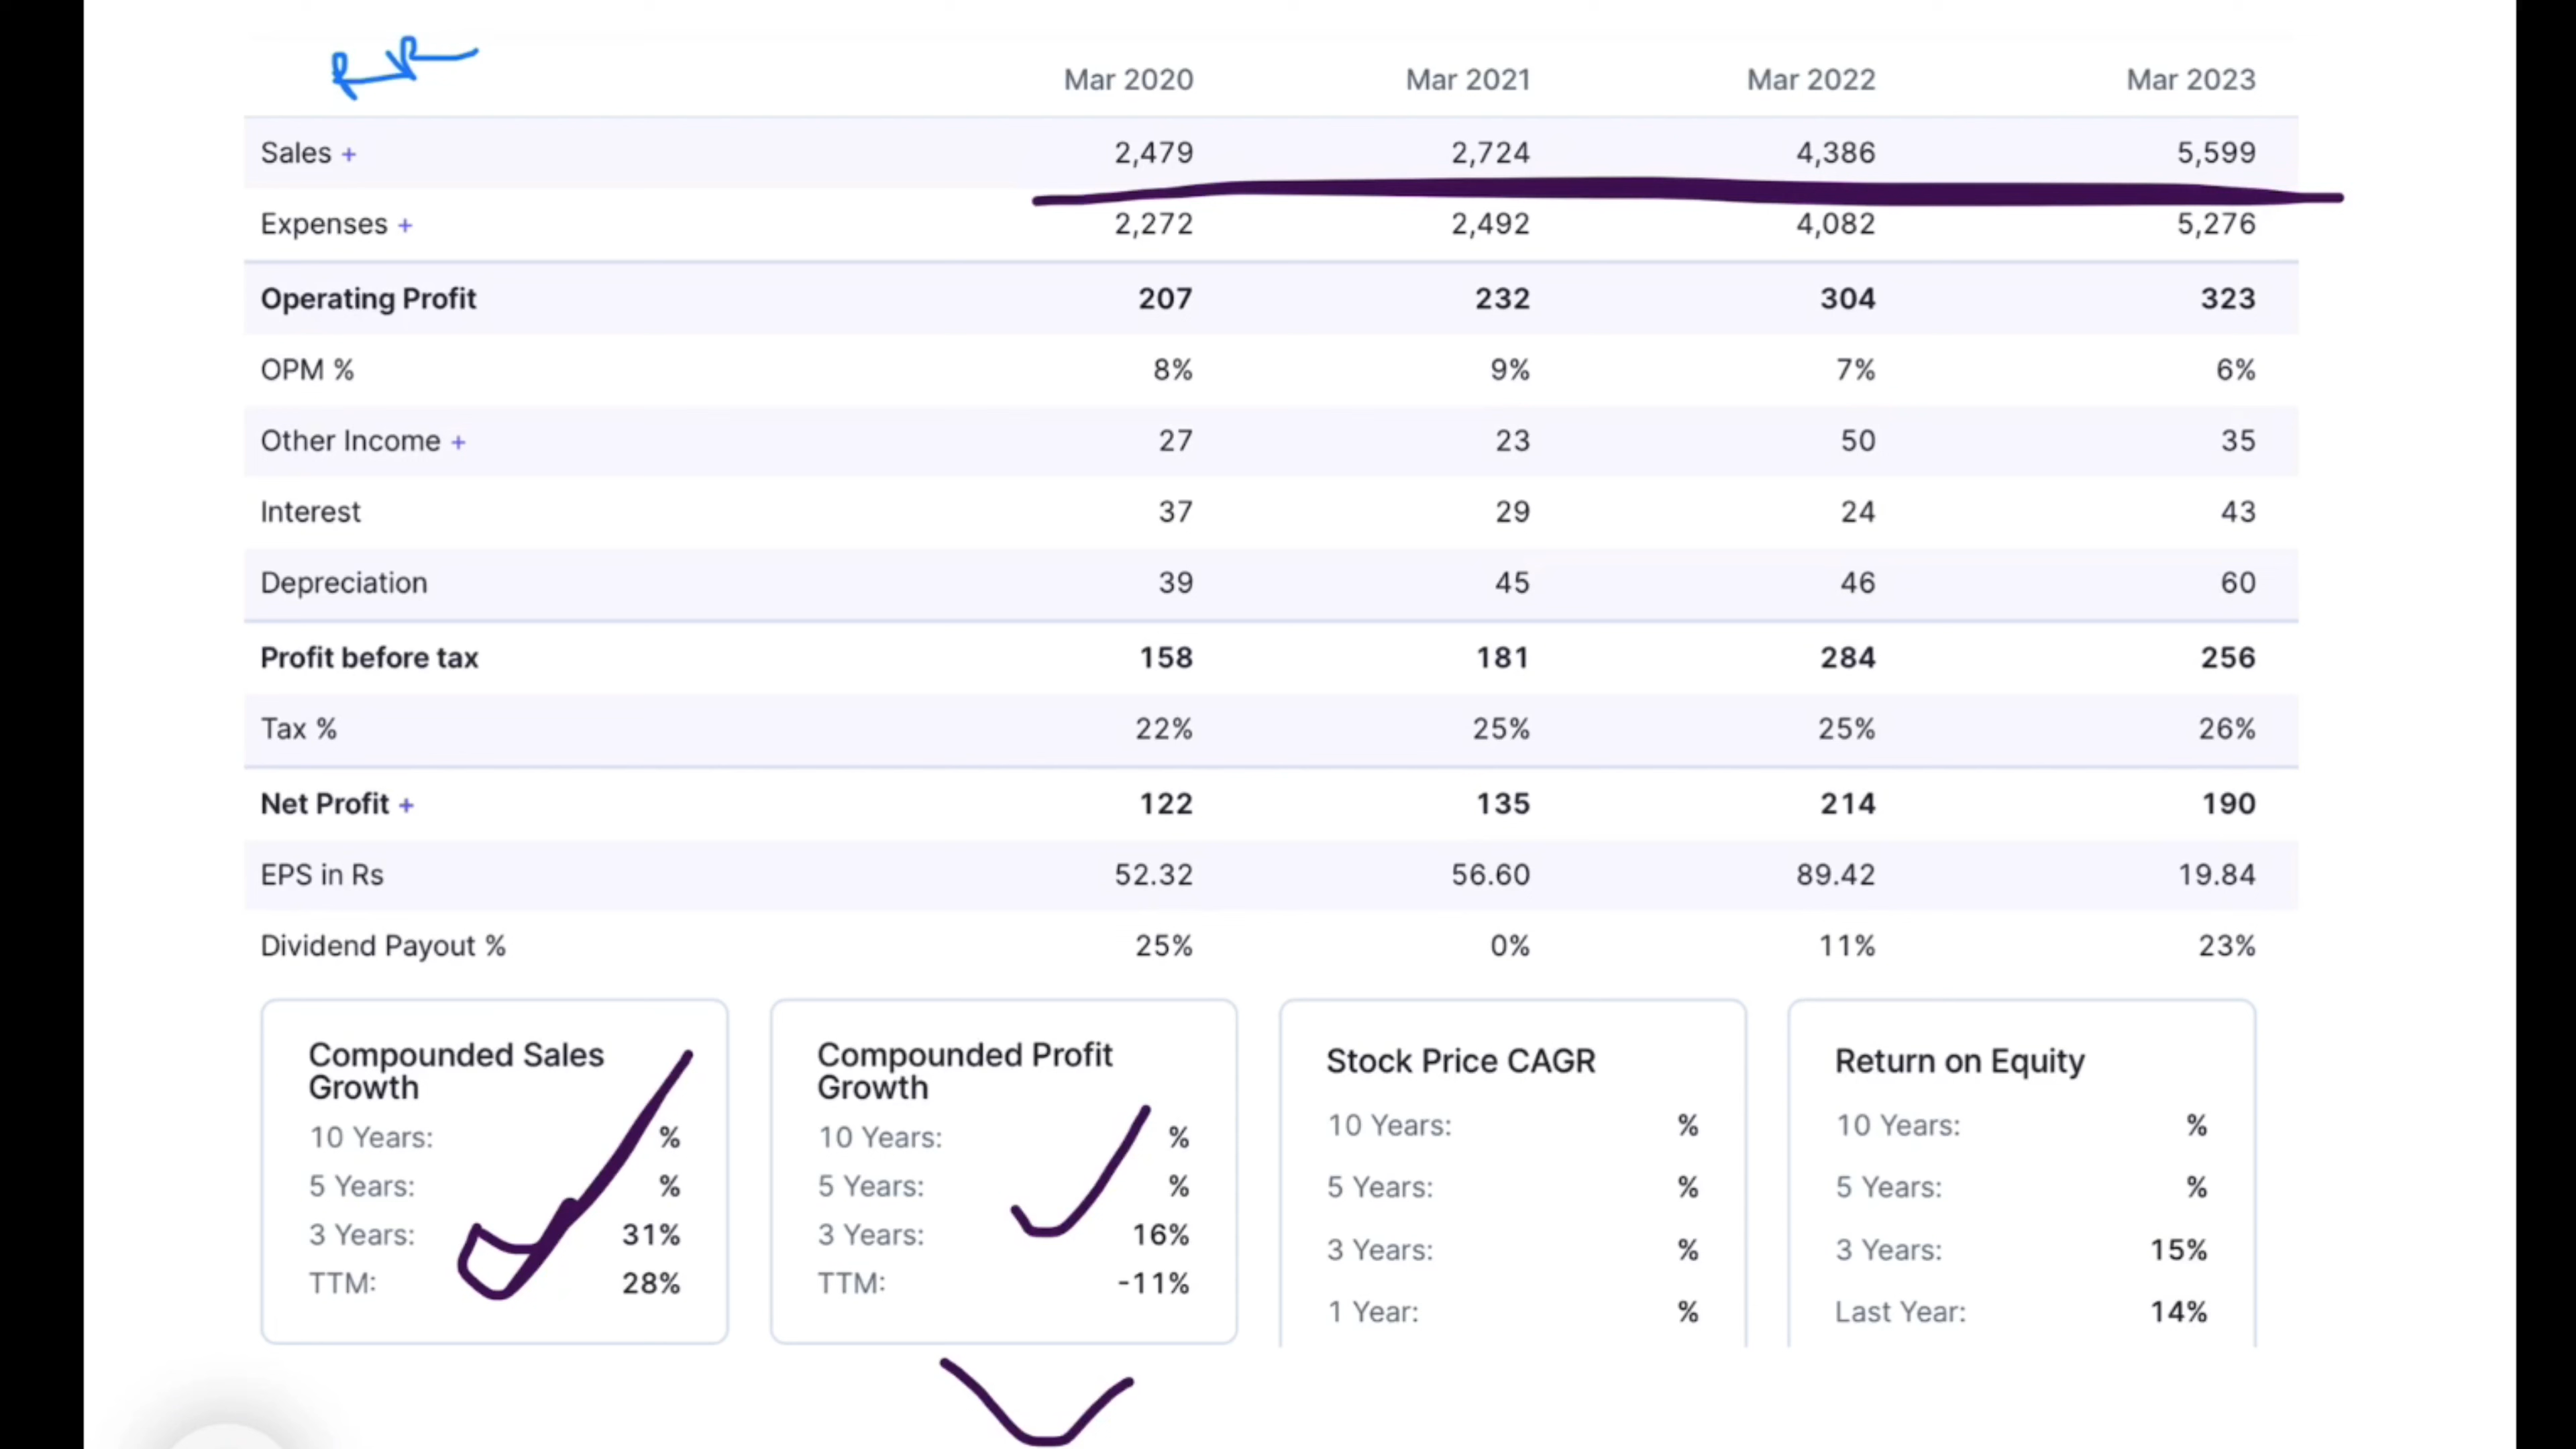 Mar 2020 Mar 2021 Mar 2022 Mar 2023
Sales + 2,479 2,724 4,386 5,599
Expenses + 2,272 2,492 4,082 5,276
Operating Profit 207 232 304 323
OPM % 8% 9% 7% 6%
Other Income + 27 23 50 35
Interest 37 29 24 43
Depreciation 39 45 46 60
Profit before tax 158 181 284 256
Tax % 22% 25% 25% 26%
Net Profit + 122 135 214 190
EPS in Rs 52.32 56.60 89.42 19.84
Dividend Payout % 25% 0% 11% 23%
Compounded Sales
Growth
10 Years: %
5 Years: %
3 Years: 31%
TTM: 28%
Compounded Profit
Growth
10 Years: %
5 Years: %
3 Years: 16%
TTM: -11%
Stock Price CAGR
10 Years: %
5 Years: %
3 Years: %
1 Year: %
Return on Equity
10 Years: %
5 Years: %
3 Years: 15%
Last Year: 14%